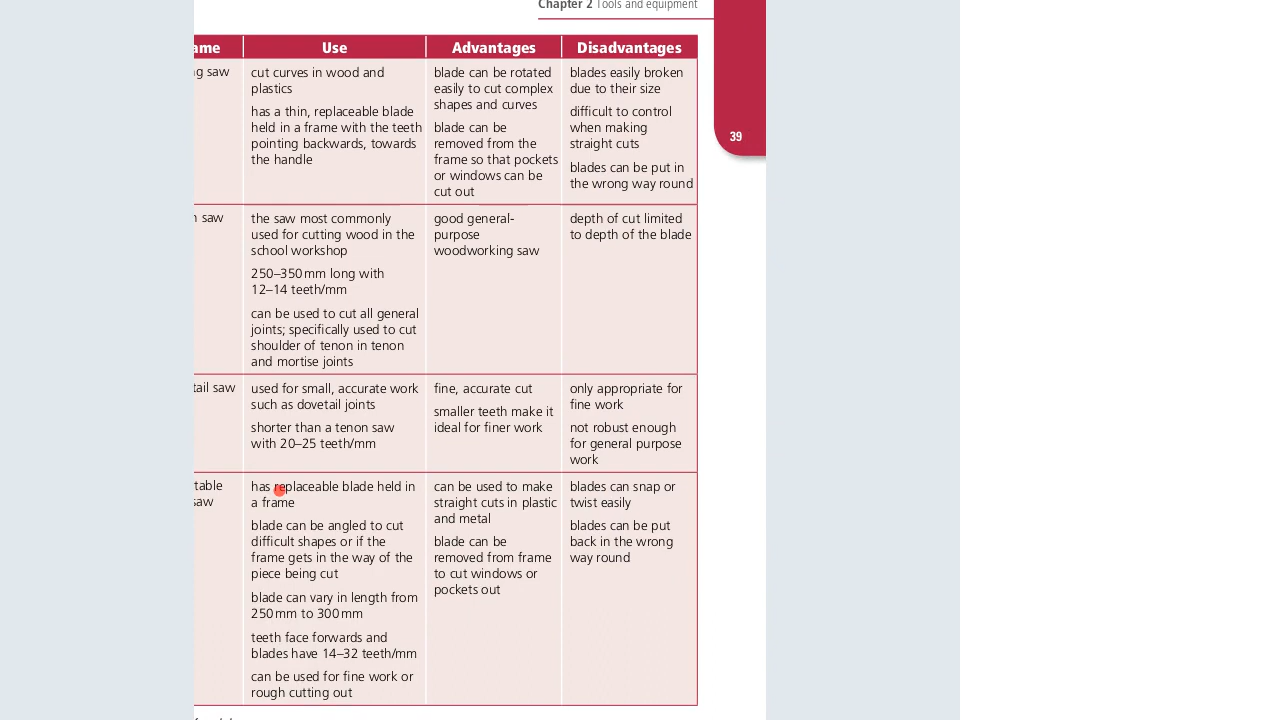 Chapter 2 Tools and equipment
39
ame Use Advantages Disadvantages
g saw
cut curves in wood and
plastics
has a thin, replaceable blade
held in a frame with the teeth
pointing backwards, towards
the handle
blade can be rotated
easily to cut complex
shapes and curves
blade can be
removed from the
frame so that pockets
or windows can be
cut out
blades easily broken
due to their size
difficult to control
when making
straight cuts
blades can be put in
the wrong way round
saw
the saw most commonly
used for cutting wood in the
school workshop
250–350 mm long with
12–14 teeth/mm
can be used to cut all general
joints; specifically used to cut
shoulder of tenon in tenon
and mortise joints
good general-
purpose
woodworking saw
depth of cut limited
to depth of the blade
tail saw
used for small, accurate work
such as dovetail joints
shorter than a tenon saw
with 20–25 teeth/mm
fine, accurate cut
smaller teeth make it
ideal for finer work
only appropriate for
fine work
not robust enough
for general purpose
work
table
saw
has replaceable blade held in
a frame
blade can be angled to cut
difficult shapes or if the
frame gets in the way of the
piece being cut
blade can vary in length from
250 mm to 300 mm
teeth face forwards and
blades have 14–32 teeth/mm
can be used for fine work or
rough cutting out
can be used to make
straight cuts in plastic
and metal
blade can be
removed from frame
to cut windows or
pockets out
blades can snap or
twist easily
blades can be put
back in the wrong
way round